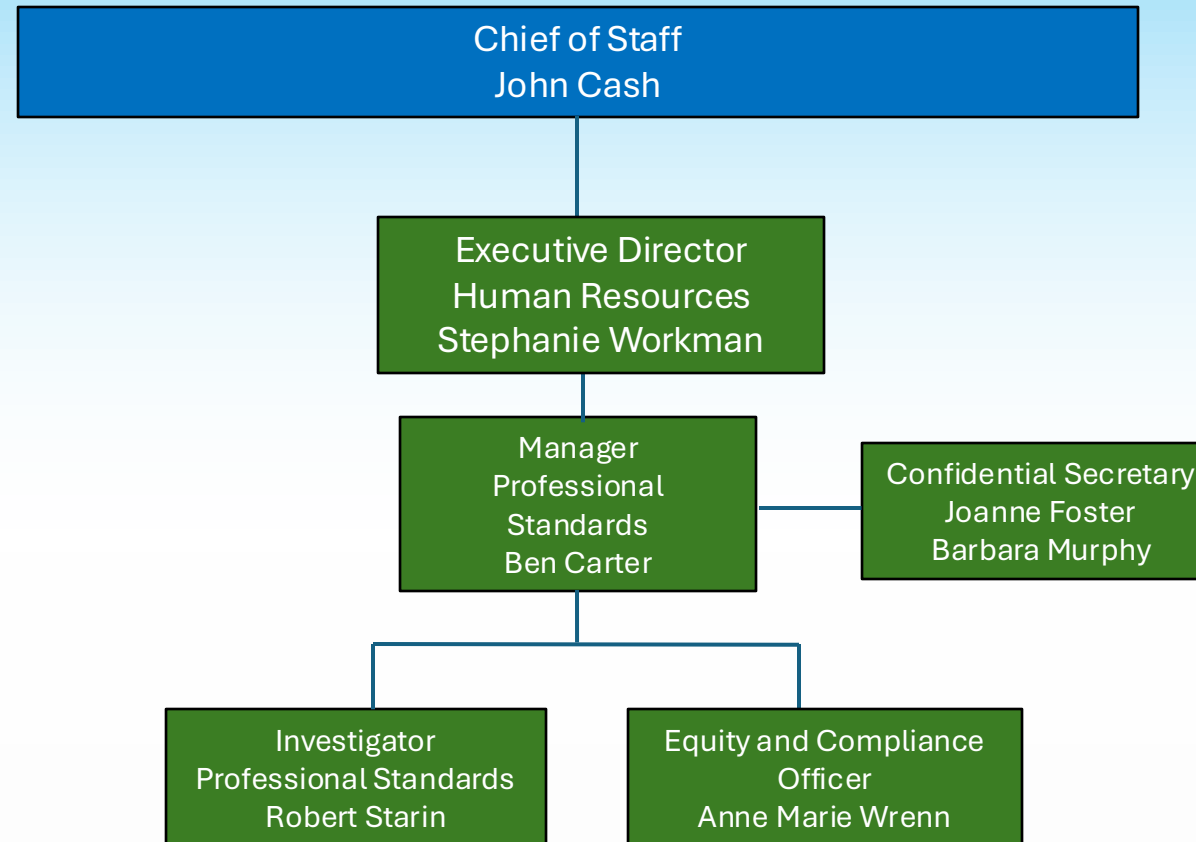 Chief of Staff
John Cash
Executive Director
Human Resources
Stephanie Workman
Manager
Professional
Standards
Ben Carter
Confidential Secretary
Joanne Foster
Barbara Murphy
Investigator
Professional Standards
Robert Starin
Equity and Compliance
Officer
Anne Marie Wrenn